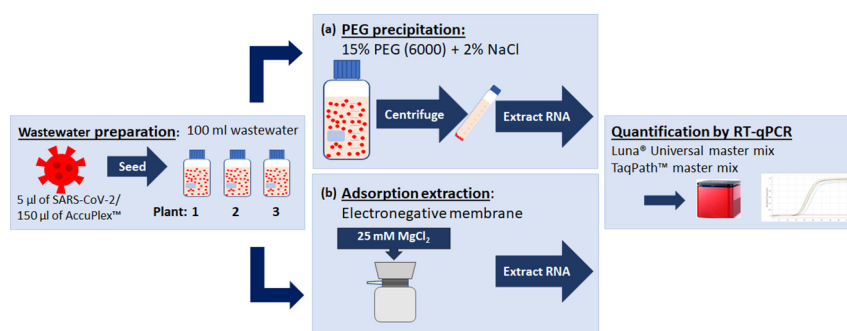 (a) PEG precipitation:
15% PEG (6000) + 2% NaCl
Centrifuge
Extract RNA
Wastewater preparation: 100 ml wastewater
Seed
5 µl of SARS-CoV-2/
150 µl of AccuPlex™
Plant: 1 2 3
(b) Adsorption extraction:
Electronegative membrane
25 mM MgCl₂
Extract RNA
Quantification by RT-qPCR
Luna® Universal master mix
TaqPath™ master mix